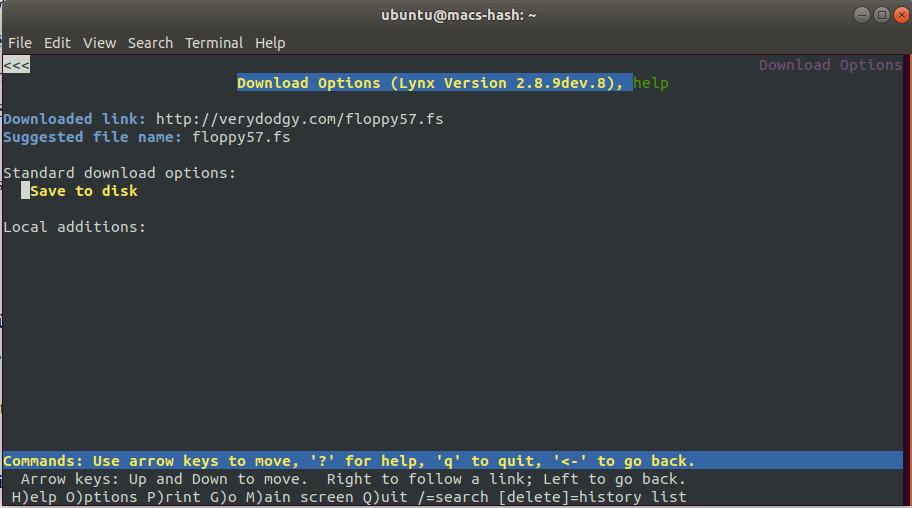 ubuntu@macs-hash: ~
File Edit View Search Terminal Help
<<< Download Options
Download Options (Lynx Version 2.8.9dev.8), help
Downloaded link: http://verydodgy.com/floppy57.fs
Suggested file name: floppy57.fs
Standard download options:
Save to disk
Local additions:
Commands: Use arrow keys to move, '?' for help, 'q' to quit, '<-' to go back.
Arrow keys: Up and Down to move.  Right to follow a link; Left to go back.
H)elp O)ptions P)rint G)o M)ain screen Q)uit /=search [delete]=history list